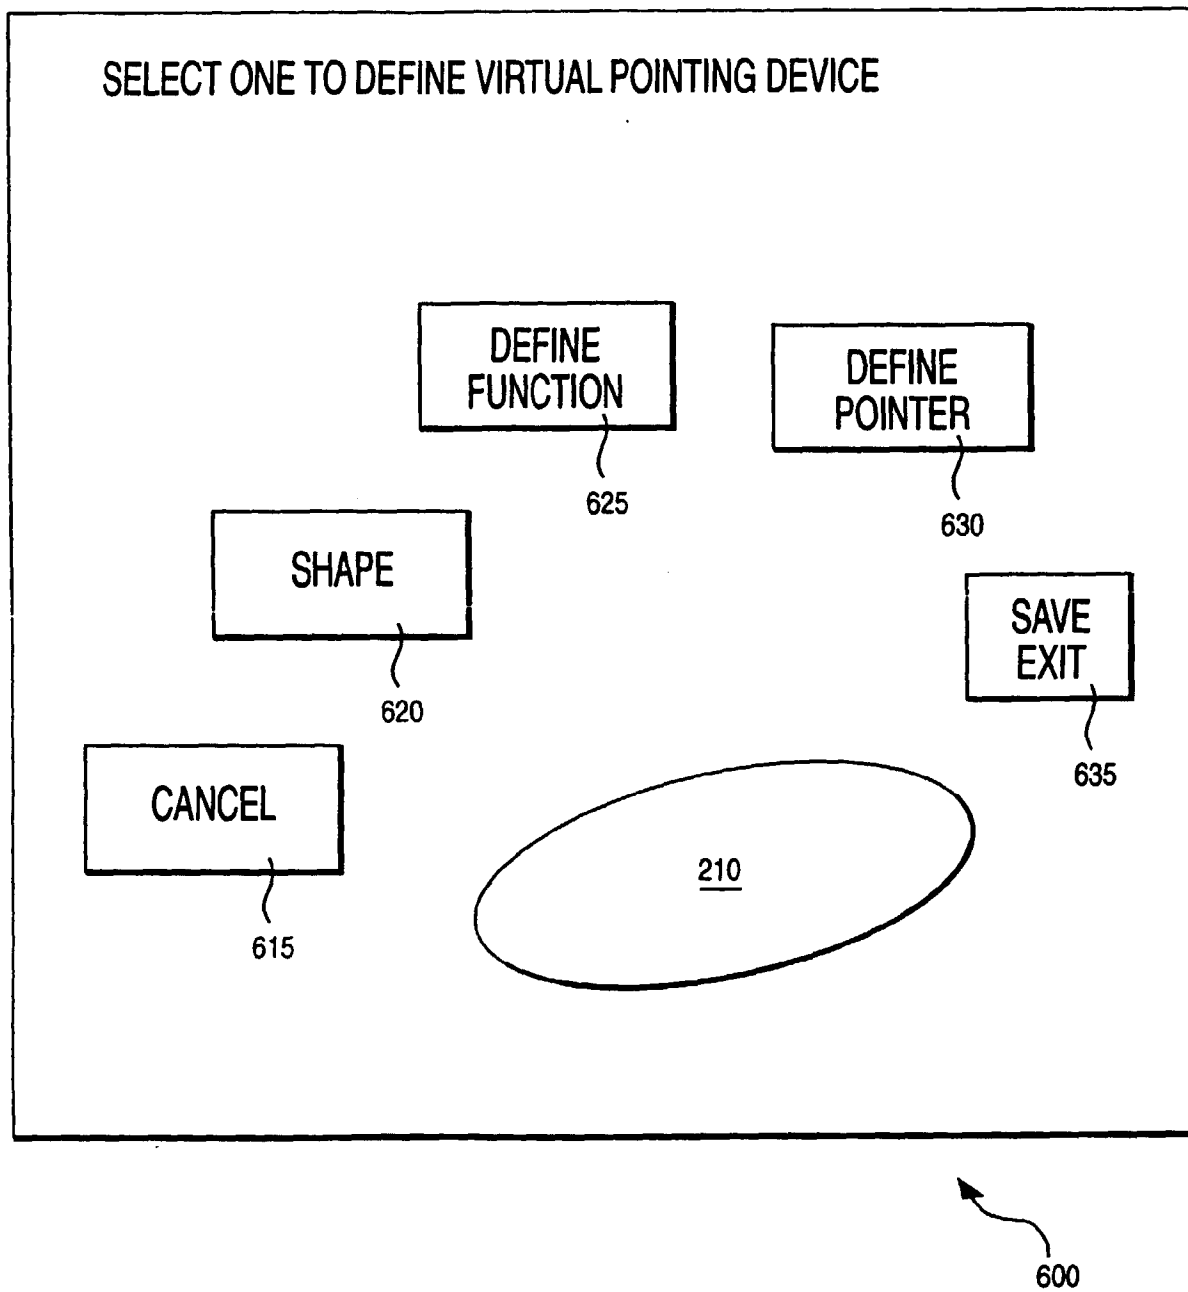 SELECT ONE TO DEFINE VIRTUAL POINTING DEVICE
DEFINE
FUNCTION
625
DEFINE
POINTER
630
SHAPE
620
SAVE
EXIT
635
CANCEL
615
210
600